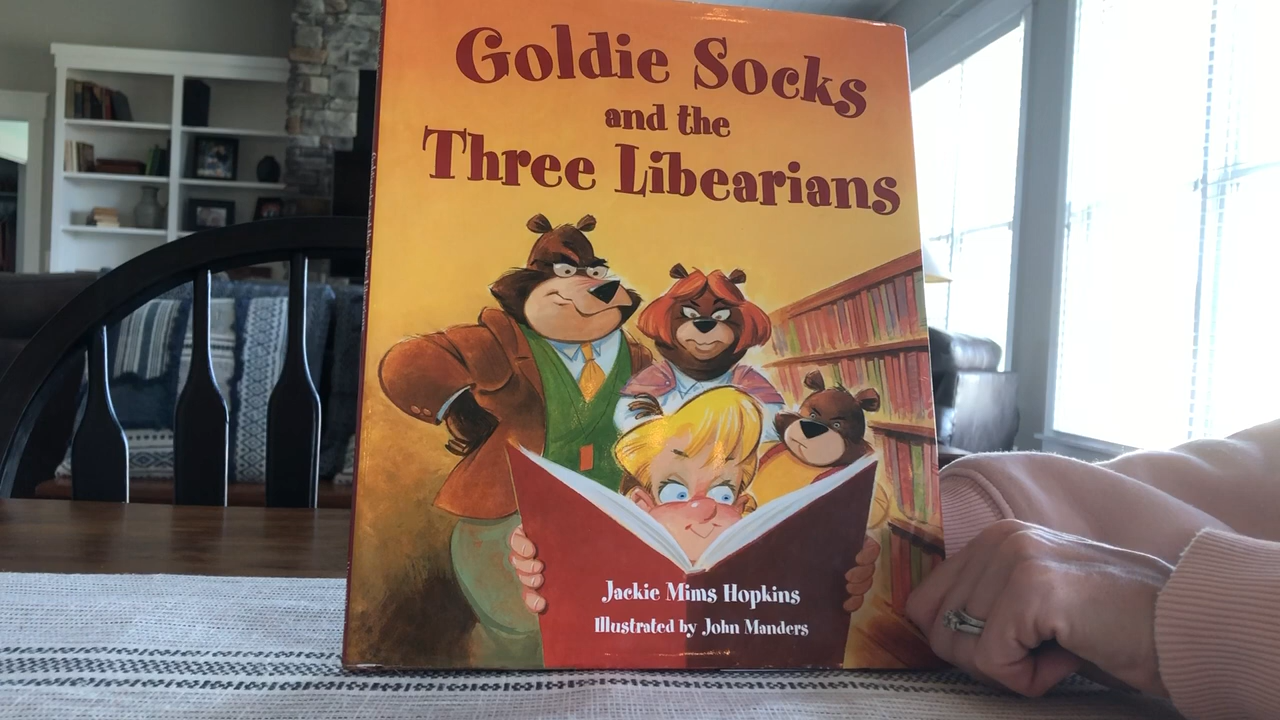 Goldie Socks
and the
Three Libearians
Jackie Mims Hopkins
Illustrated by John Manders